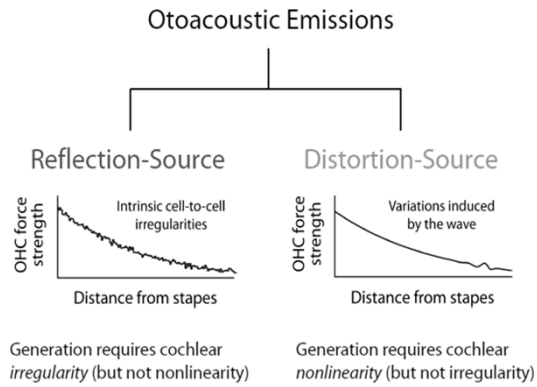 Otoacoustic Emissions
Reflection-Source
OHC force
strength
Intrinsic cell-to-cell
irregularities
Distance from stapes
Generation requires cochlear
irregularity (but not nonlinearity)
Distortion-Source
OHC force
strength
Variations induced
by the wave
Distance from stapes
Generation requires cochlear
nonlinearity (but not irregularity)